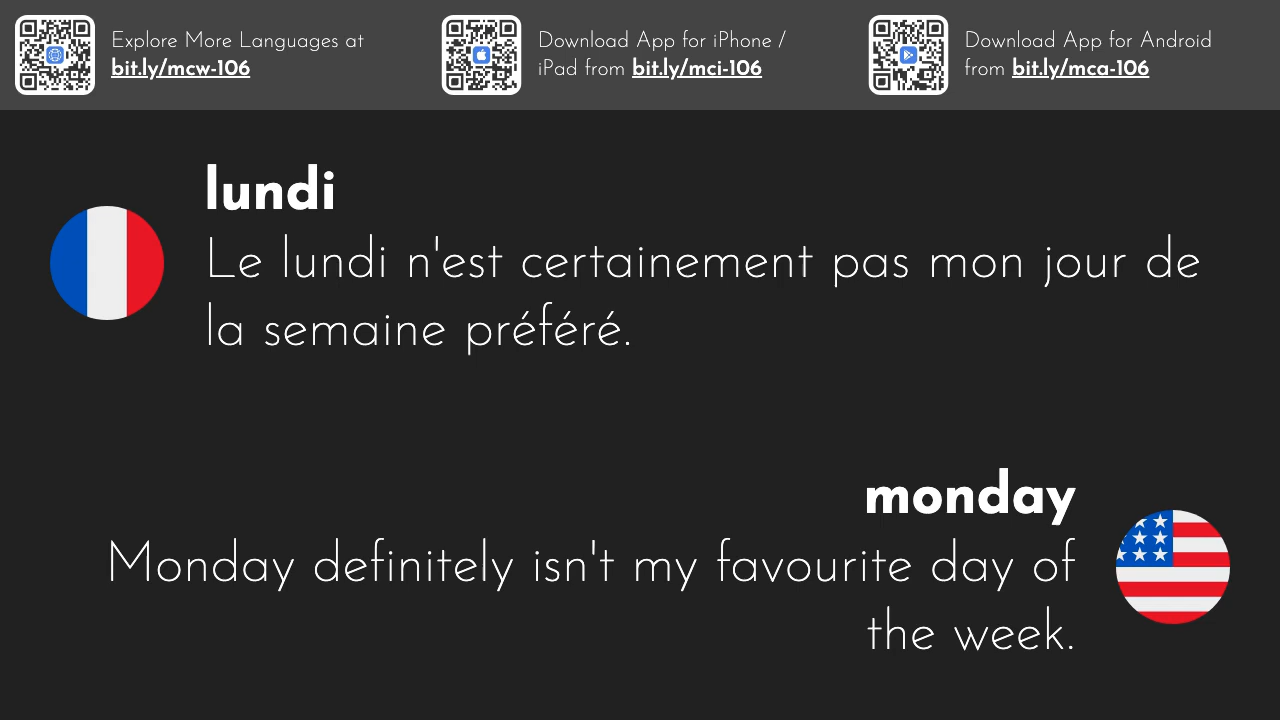 Explore More Languages at
bit.ly/mcw-106
Download App for iPhone /
iPad from bit.ly/mci-106
Download App for Android
from bit.ly/mca-106
lundi
Le lundi n'est certainement pas mon jour de
la semaine préféré.
monday
Monday definitely isn't my favourite day of
the week.